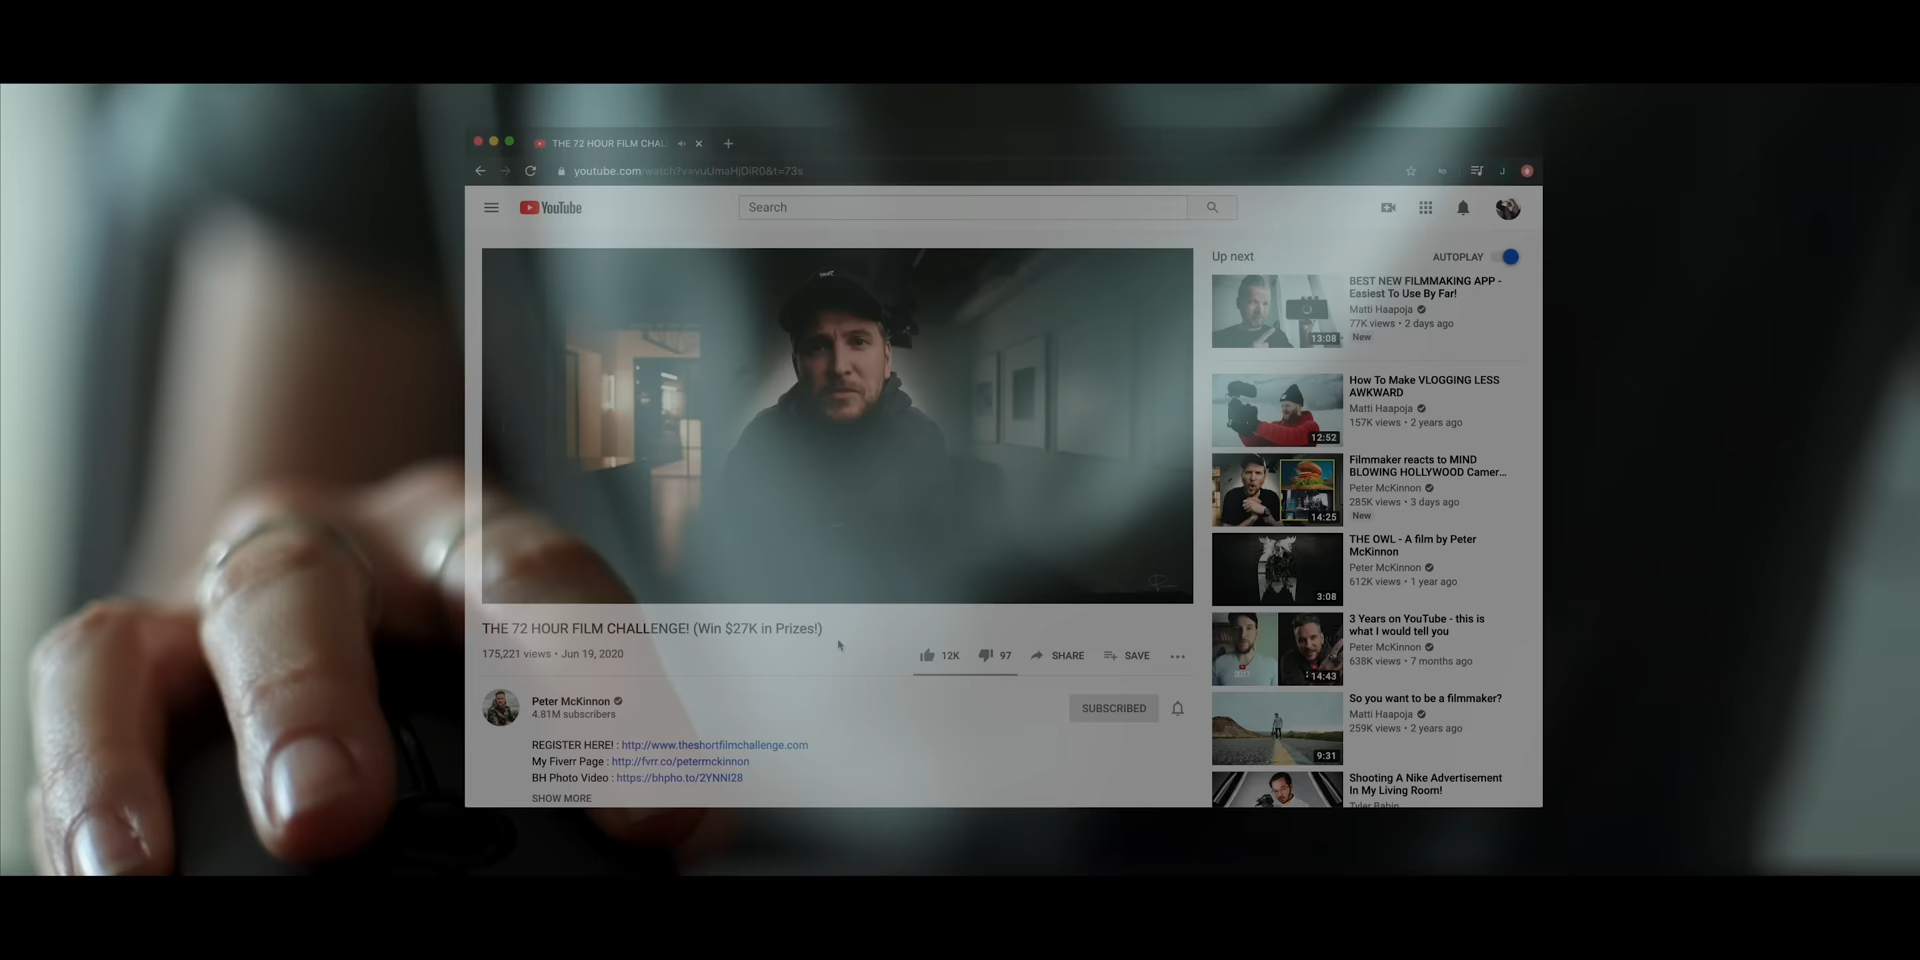 THE 72 HOUR FILM CHAL
youtube.com/watch?v=vuUmaHjDiR0&t=73s
J
YouTube
Search
THE 72 HOUR FILM CHALLENGE! (Win $27K in Prizes!)
175,221 views • Jun 19, 2020
12K
97
SHARE
SAVE
Peter McKinnon
4.81M subscribers
SUBSCRIBED
REGISTER HERE! : http://www.theshortfilmchallenge.com
My Fiverr Page : http://fvrr.co/petermckinnon
BH Photo Video : https://bhpho.to/2YNNI28
SHOW MORE
Up next
AUTOPLAY
13:08
BEST NEW FILMMAKING APP -
Easiest To Use By Far!
Matti Haapoja
77K views • 2 days ago
New
12:52
How To Make VLOGGING LESS
AWKWARD
Matti Haapoja
157K views • 2 years ago
14:25
Filmmaker reacts to MIND
BLOWING HOLLYWOOD Camer...
Peter McKinnon
285K views • 3 days ago
New
3:08
THE OWL - A film by Peter
McKinnon
Peter McKinnon
612K views • 1 year ago
2017
14:43
3 Years on YouTube - this is
what I would tell you
Peter McKinnon
638K views • 7 months ago
9:31
So you want to be a filmmaker?
Matti Haapoja
259K views • 2 years ago
Shooting A Nike Advertisement
In My Living Room!